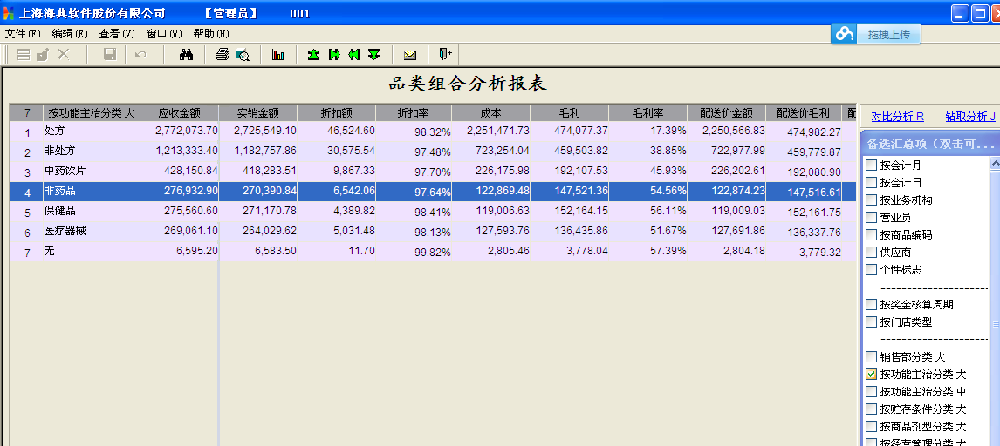 上海海典软件股份有限公司 【管理员】 001
文件(F) 编辑(E) 查看(V) 窗口(W) 帮助(H)
拖拽上传
品类组合分析报表
7 按功能主治分类 大 应收金额 实销金额 折扣额 折扣率 成本 毛利 毛利率 配送价金额 配送价毛利
1 处方 2,772,073.70 2,725,549.10 46,524.60 98.32% 2,251,471.73 474,077.37 17.39% 2,250,566.83 474,982.27
2 非处方 1,213,333.40 1,182,757.86 30,575.54 97.48% 723,254.04 459,503.82 38.85% 722,977.99 459,779.87
3 中药饮片 428,150.84 418,283.51 9,867.33 97.70% 226,175.98 192,107.53 45.93% 226,202.61 192,080.90
4 非药品 276,932.90 270,390.84 6,542.06 97.64% 122,869.48 147,521.36 54.56% 122,874.23 147,516.61
5 保健品 275,560.60 271,170.78 4,389.82 98.41% 119,006.63 152,164.15 56.11% 119,009.03 152,161.75
6 医疗器械 269,061.10 264,029.62 5,031.48 98.13% 127,593.76 136,435.86 51.67% 127,691.86 136,337.76
7 无 6,595.20 6,583.50 11.70 99.82% 2,805.46 3,778.04 57.39% 2,804.18 3,779.32
对比分析 R 钻取分析 J
备选汇总项（双击可...
按会计月
按会计日
按业务机构
营业员
按商品编码
供应商
个性标志
=====================
按奖金核算周期
按门店类型
=====================
销售部分类 大
按功能主治分类 大
按功能主治分类 中
按贮存条件分类 大
按商品剂型分类 大
按经营管理分类 大